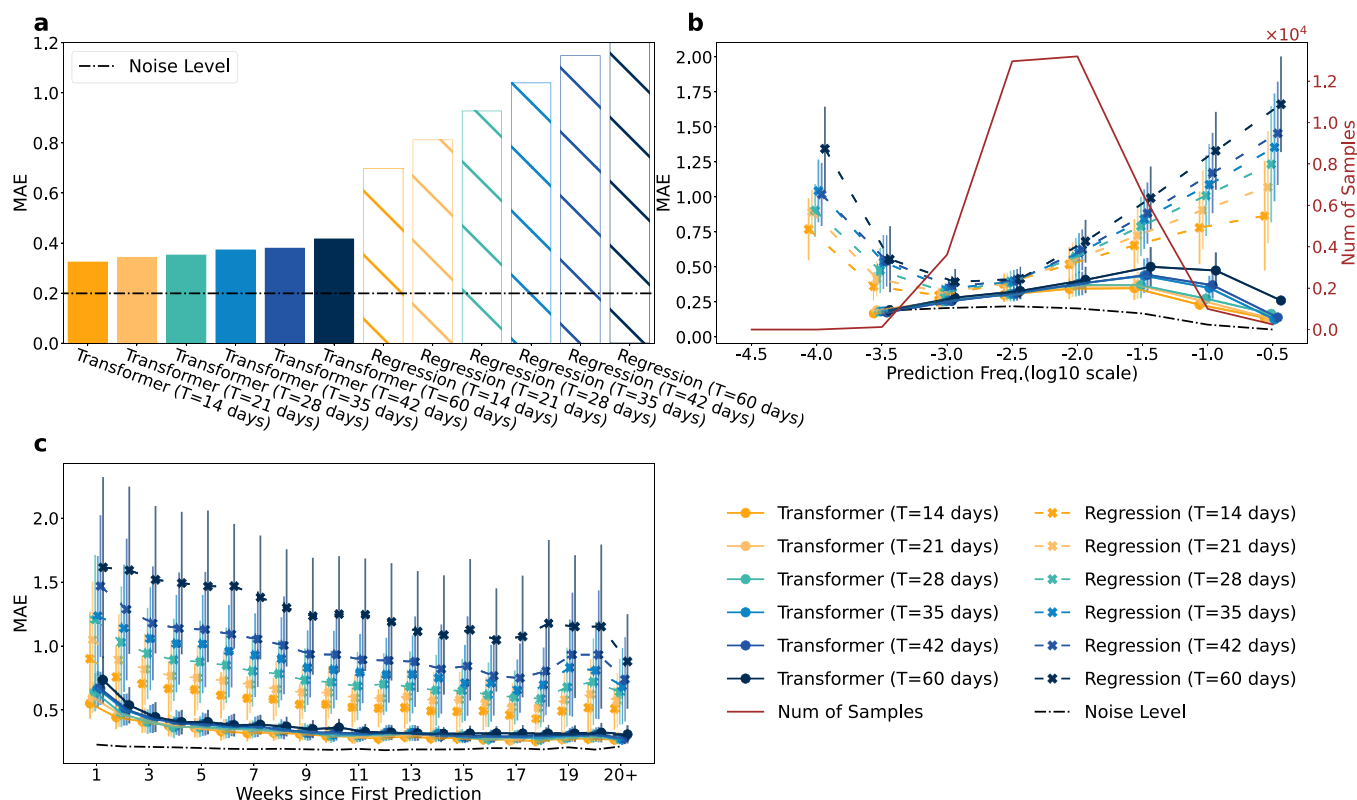 a
1.2
1.0
0.8
0.6
0.4
0.2
0.0
MAE
Noise Level
Transformer (T=14 days)
Transformer (T=21 days)
Transformer (T=28 days)
Transformer (T=35 days)
Transformer (T=42 days)
Transformer (T=60 days)
Regression (T=14 days)
Regression (T=21 days)
Regression (T=28 days)
Regression (T=35 days)
Regression (T=42 days)
Regression (T=60 days)
b
×10⁴
2.00
1.75
1.50
1.25
1.00
0.75
0.50
0.25
0.00
MAE
1.2
1.0
0.8
0.6
0.4
0.2
0.0
Num of Samples
-4.5 -4.0 -3.5 -3.0 -2.5 -2.0 -1.5 -1.0 -0.5
Prediction Freq.(log10 scale)
c
2.0
1.5
1.0
0.5
MAE
1 3 5 7 9 11 13 15 17 19 20+
Weeks since First Prediction
Transformer (T=14 days)
Transformer (T=21 days)
Transformer (T=28 days)
Transformer (T=35 days)
Transformer (T=42 days)
Transformer (T=60 days)
Num of Samples
Regression (T=14 days)
Regression (T=21 days)
Regression (T=28 days)
Regression (T=35 days)
Regression (T=42 days)
Regression (T=60 days)
Noise Level